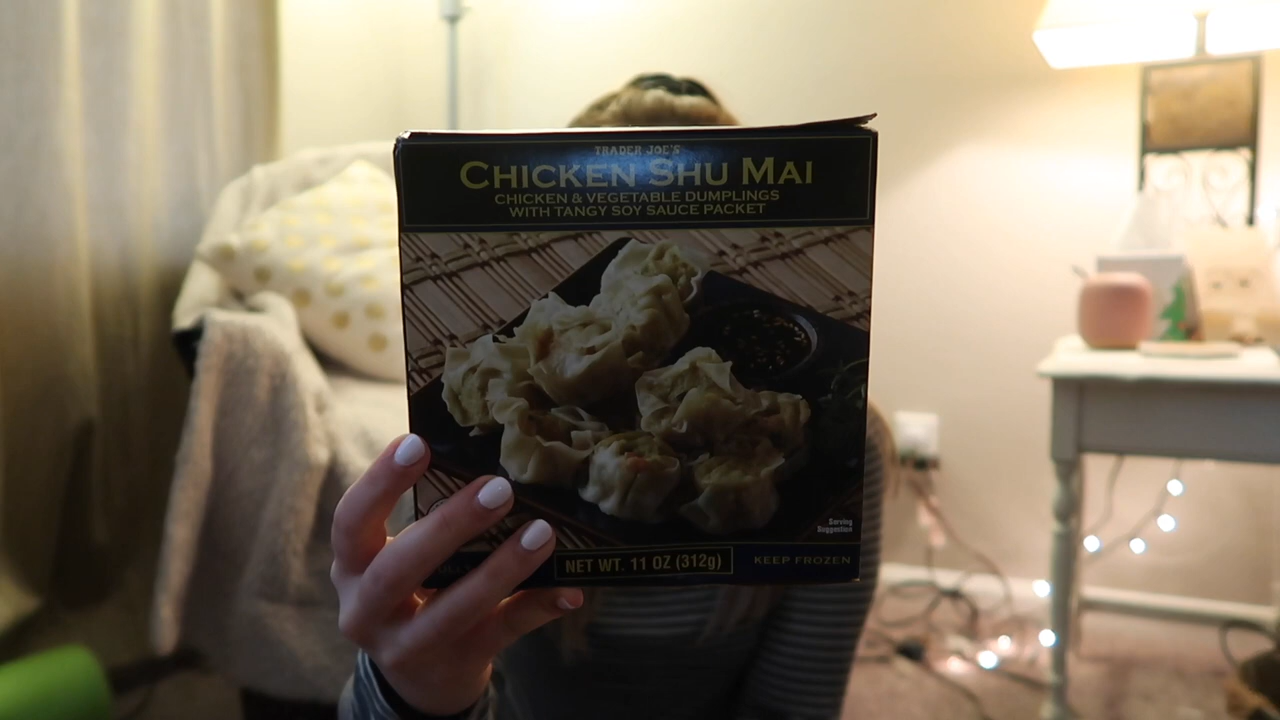 TRADER JOE'S
CHICKEN SHU MAI
CHICKEN & VEGETABLE DUMPLINGS
WITH TANGY SOY SAUCE PACKET
Serving
Suggestion
NET WT. 11 OZ (312g)
KEEP FROZEN